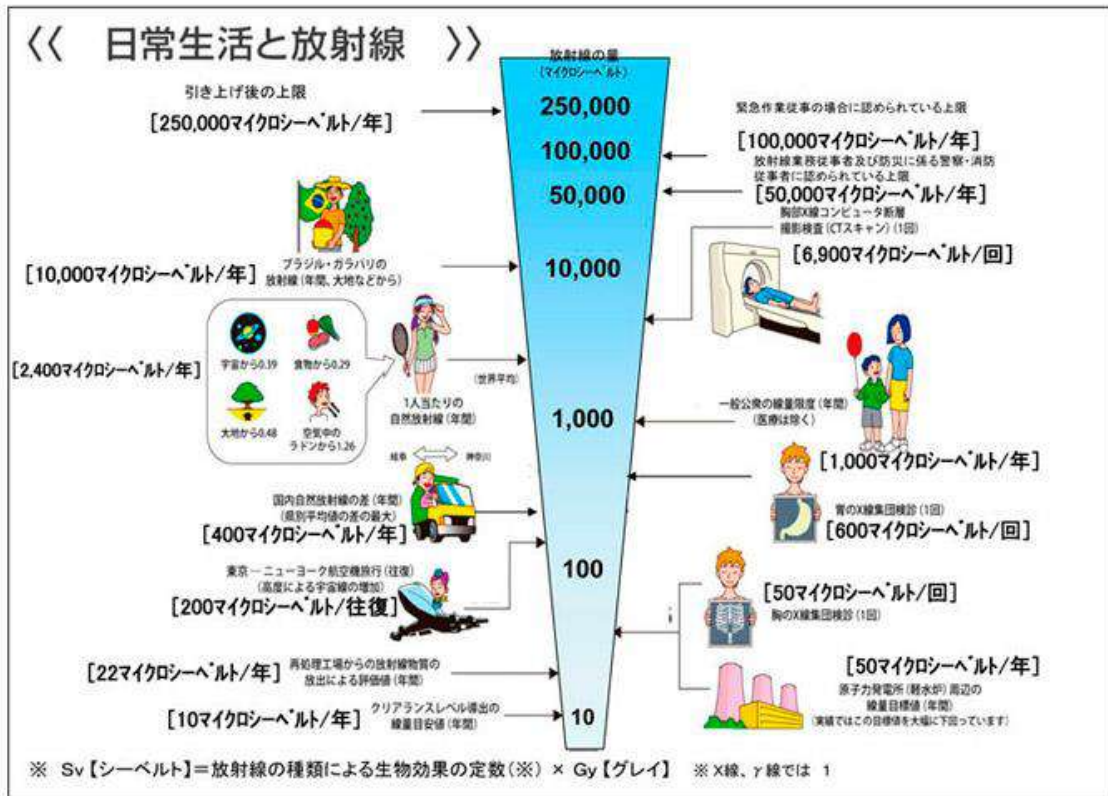 《 日常生活と放射線 》
放射線の量
(マイクロシーベルト)
250,000
100,000
50,000
10,000
1,000
100
10
引き上げ後の上限
[250,000マイクロシーベルト/年]
[10,000マイクロシーベルト/年]
ブラジル・ガラパリの
放射線(年間、大地などから)
[2,400マイクロシーベルト/年]
宇宙から0.39
食物から0.29
大地から0.48
空気中の
ラドンから1.26
(世界平均)
1人当たりの
自然放射線(年間)
岐阜
神奈川
国内自然放射線の差(年間)
(県別平均値の差の最大)
[400マイクロシーベルト/年]
東京ーニューヨーク航空機旅行(往復)
(高度による宇宙線の増加)
[200マイクロシーベルト/往復]
[22マイクロシーベルト/年]
再処理工場からの放射線物質の
放出による評価値(年間)
[10マイクロシーベルト/年]
クリアランスレベル導出の
線量目安値(年間)
緊急作業従事の場合に認められている上限
[100,000マイクロシーベルト/年]
放射線業務従事者及び防災に係る警察・消防
従事者に認められている上限
[50,000マイクロシーベルト/年]
胸部X線コンピュータ断層
撮影検査(CTスキャン)(1回)
[6,900マイクロシーベルト/回]
一般公衆の線量限度(年間)
(医療は除く)
[1,000マイクロシーベルト/年]
胃のX線集団検診(1回)
[600マイクロシーベルト/回]
[50マイクロシーベルト/回]
胸のX線集団検診(1回)
[50マイクロシーベルト/年]
原子力発電所(軽水炉)周辺の
線量目標値(年間)
(実績ではこの目標値を大幅に下回っています)
※ Sv【シーベルト】=放射線の種類による生物効果の定数(※) × Gy【グレイ】 ※ X線、γ線では 1